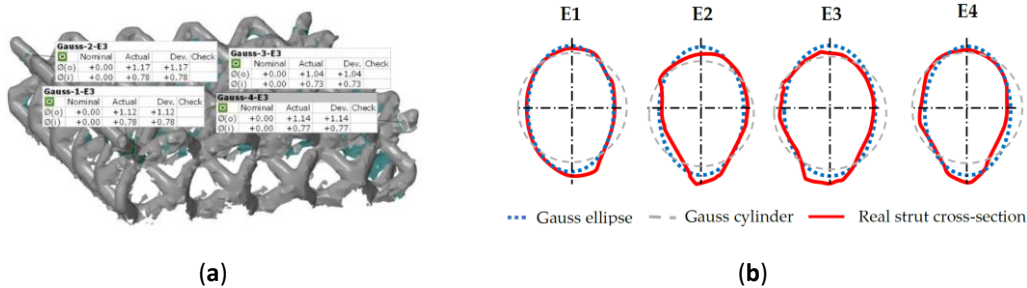 Gauss-2-E3
Nominal Actual Dev. Check
Ø(o) +0.00 +1.17 +1.17
Ø(i) +0.00 +0.78 +0.78
Gauss-3-E3
Nominal Actual Dev. Check
Ø(o) +0.00 +1.04 +1.04
Ø(i) +0.00 +0.73 +0.73
Gauss-1-E3
Nominal Actual Dev. Check
Ø(o) +0.00 +1.12 +1.12
Ø(i) +0.00 +0.78 +0.78
Gauss-4-E3
Nominal Actual Dev. Check
Ø(o) +0.00 +1.14 +1.14
Ø(i) +0.00 +0.77 +0.77
(a)
E1 E2 E3 E4
Gauss ellipse Gauss cylinder Real strut cross-section
(b)